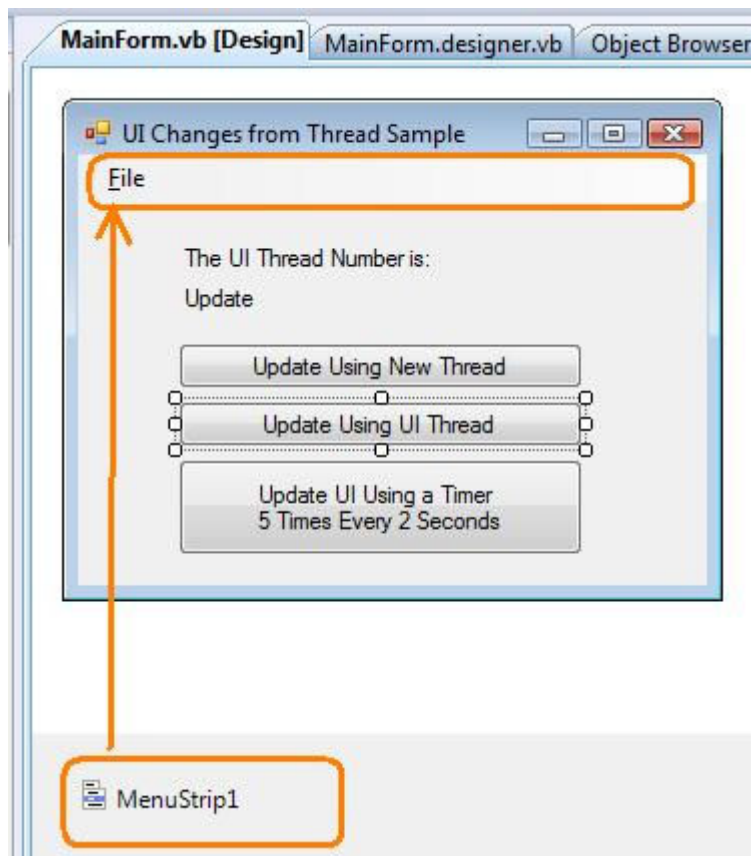 MainForm.vb [Design] MainForm.designer.vb Object Browser
UI Changes from Thread Sample
File
The UI Thread Number is:
Update
Update Using New Thread
Update Using UI Thread
Update UI Using a Timer
5 Times Every 2 Seconds
MenuStrip1